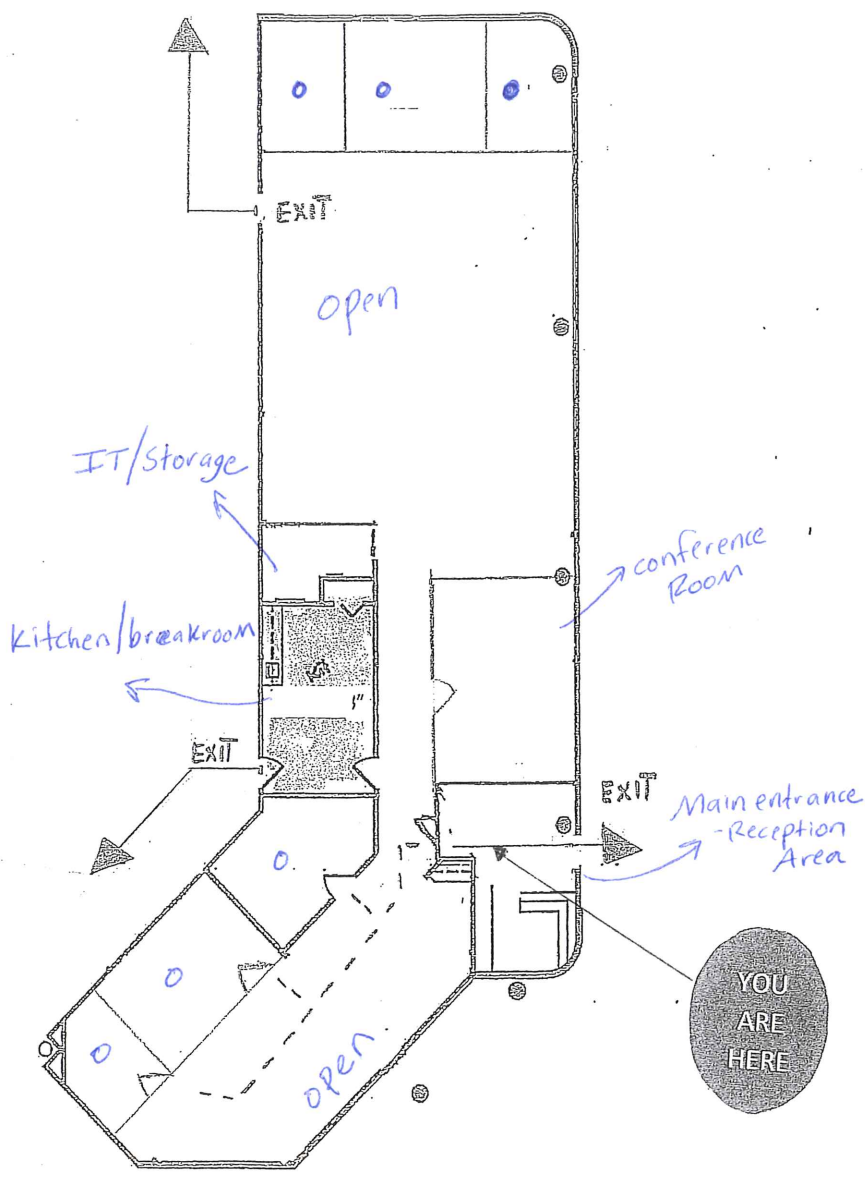 O O O
EXIT
open
IT/Storage
conference
Room
Kitchen/breakroom
EXIT
EXIT
Main entrance
-Reception
Area
O
O
O
open
YOU
ARE
HERE